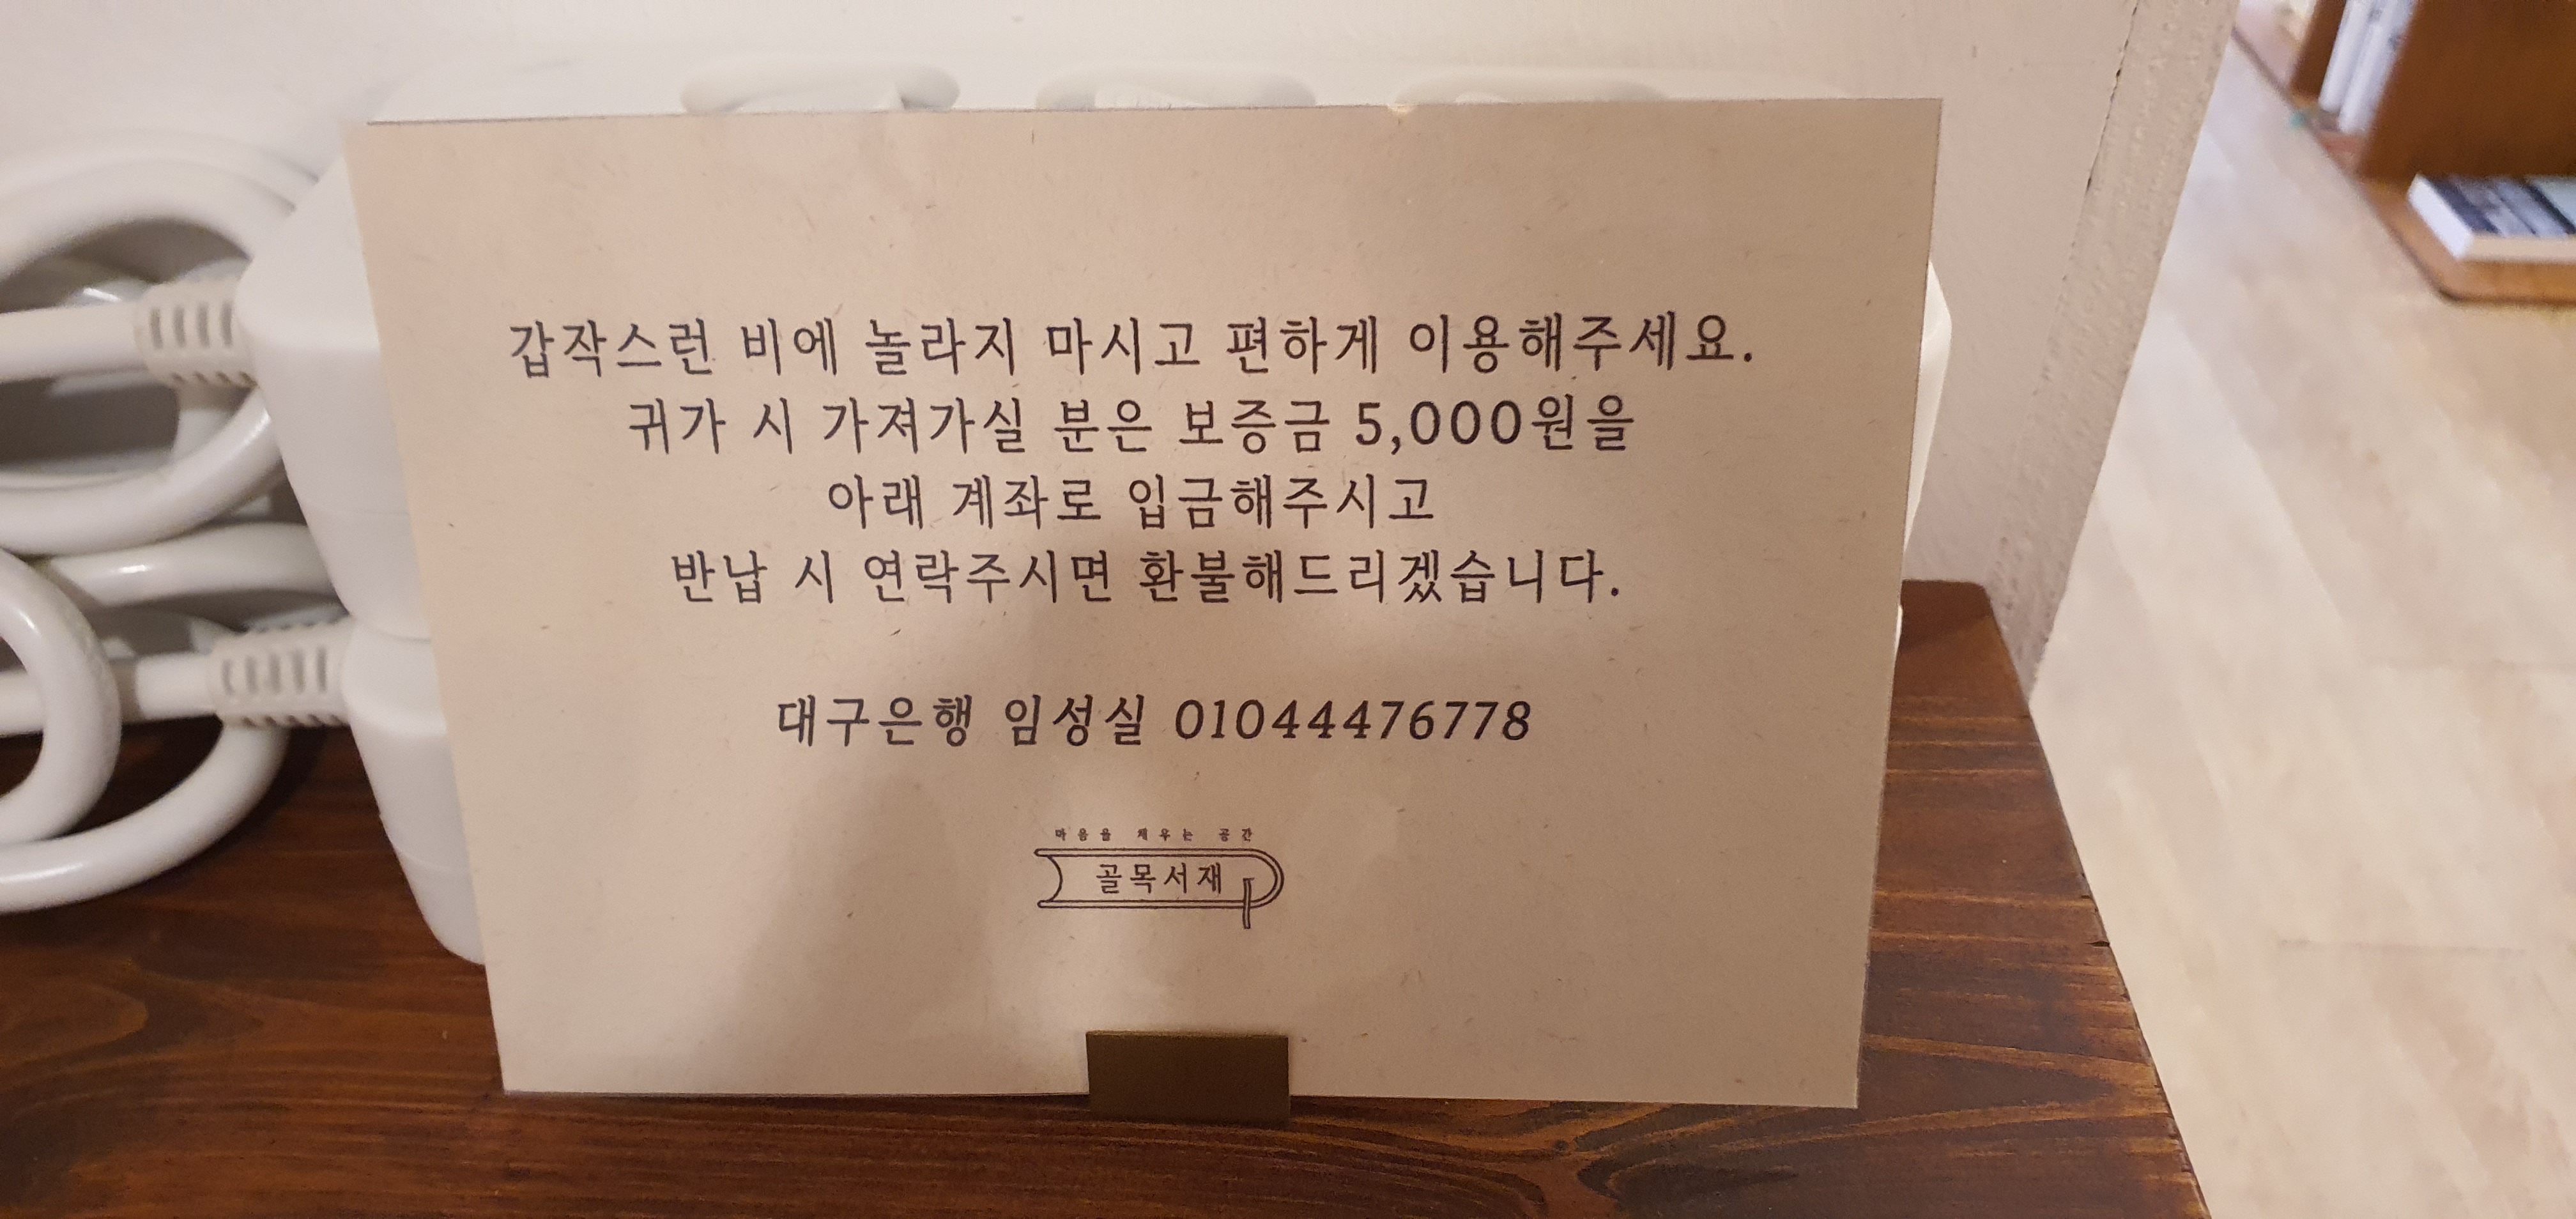 갑작스런 비에 놀라지 마시고 편하게 이용해주세요.
귀가 시 가져가실 분은 보증금 5,000원을
아래 계좌로 입금해주시고
반납 시 연락주시면 환불해드리겠습니다.
대구은행 임성실 01044476778
마음을 채우는 공간
골목서재